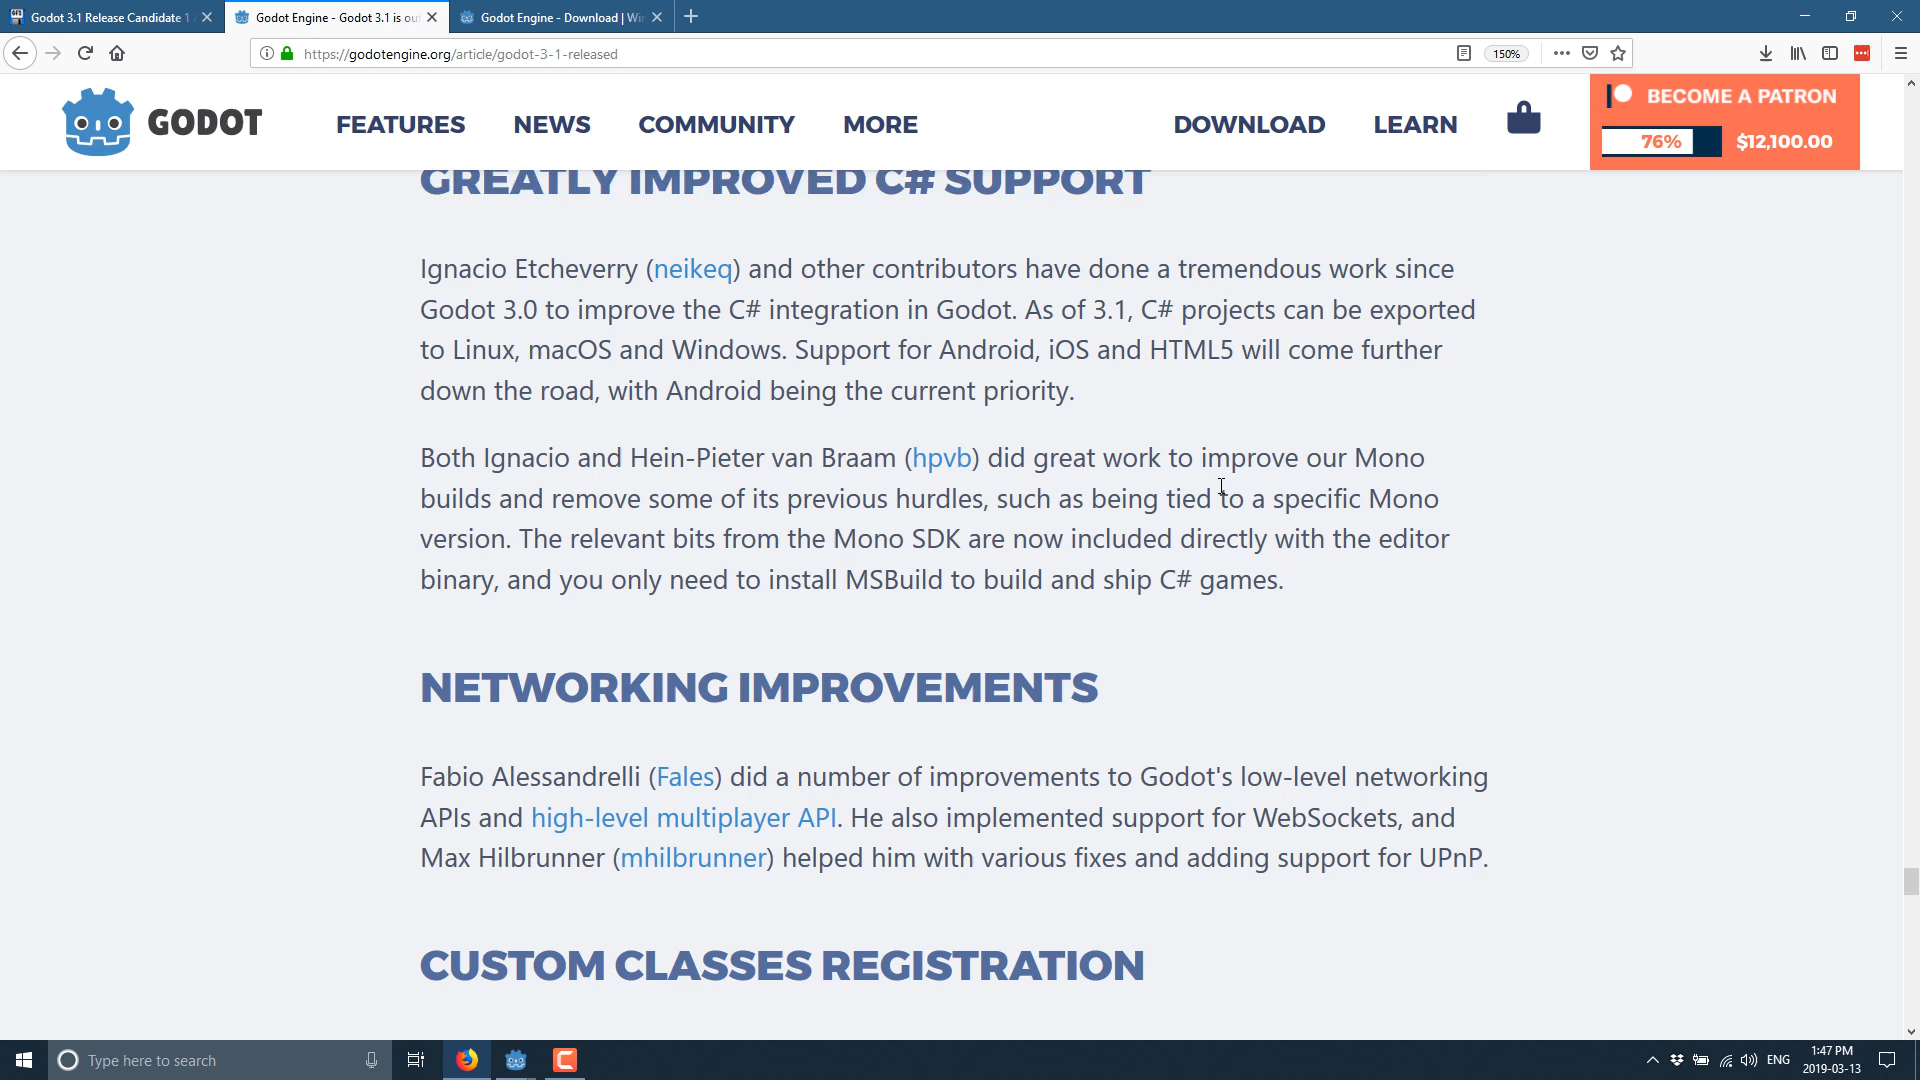 Godot 3.1 Release Candidate 1
Godot Engine - Godot 3.1 is ou
Godot Engine - Download | Wi
https://godotengine.org/article/godot-3-1-released
150%
GODOT
FEATURES
NEWS
COMMUNITY
MORE
DOWNLOAD
LEARN
BECOME A PATRON
76%
$12,100.00
GREATLY IMPROVED C# SUPPORT
Ignacio Etcheverry (neikeq) and other contributors have done a tremendous work since
Godot 3.0 to improve the C# integration in Godot. As of 3.1, C# projects can be exported
to Linux, macOS and Windows. Support for Android, iOS and HTML5 will come further
down the road, with Android being the current priority.
Both Ignacio and Hein-Pieter van Braam (hpvb) did great work to improve our Mono
builds and remove some of its previous hurdles, such as being tied to a specific Mono
version. The relevant bits from the Mono SDK are now included directly with the editor
binary, and you only need to install MSBuild to build and ship C# games.
NETWORKING IMPROVEMENTS
Fabio Alessandrelli (Fales) did a number of improvements to Godot's low-level networking
APIs and high-level multiplayer API. He also implemented support for WebSockets, and
Max Hilbrunner (mhilbrunner) helped him with various fixes and adding support for UPnP.
CUSTOM CLASSES REGISTRATION
Type here to search
ENG
1:47 PM
2019-03-13